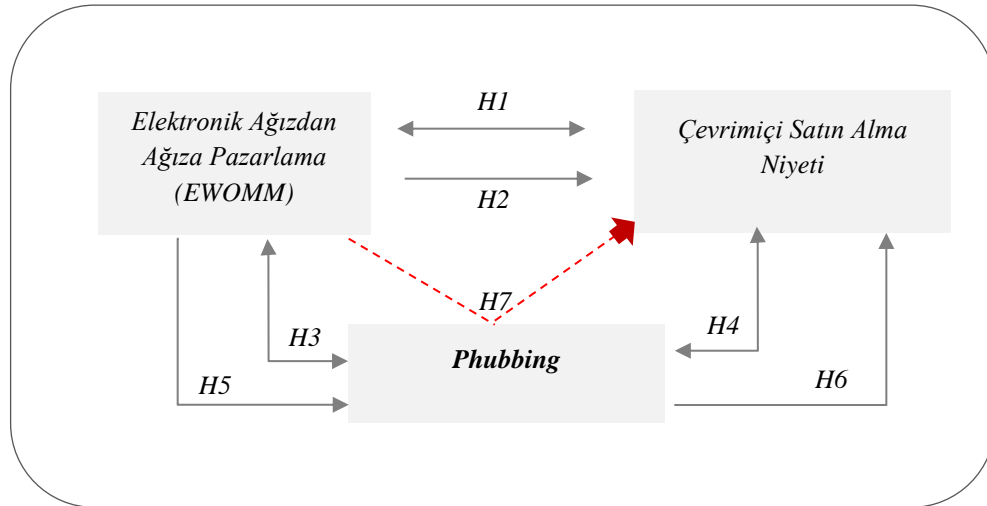 Elektronik Ağızdan
Ağıza Pazarlama
(EWOMM)
H1
H2
Çevrimiçi Satın Alma
Niyeti
H7
H3
H4
Phubbing
H5
H6